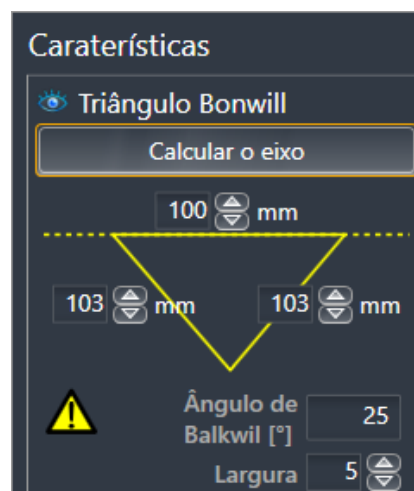 Caraterísticas
Triângulo Bonwill
Calcular o eixo
100 mm
103 mm 103 mm
Ângulo de
Balkwil [°] 25
Largura 5